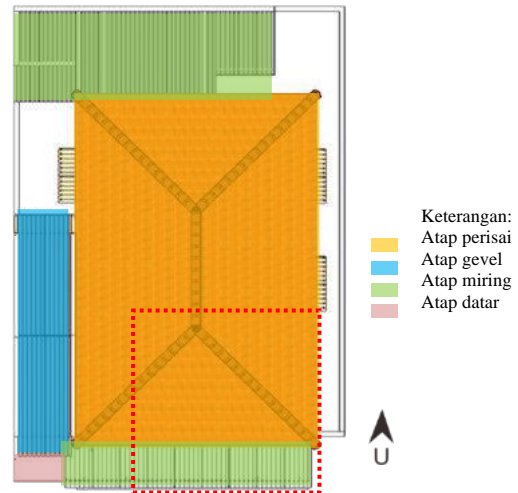 Keterangan:
Atap perisai
Atap gevel
Atap miring
Atap datar
U